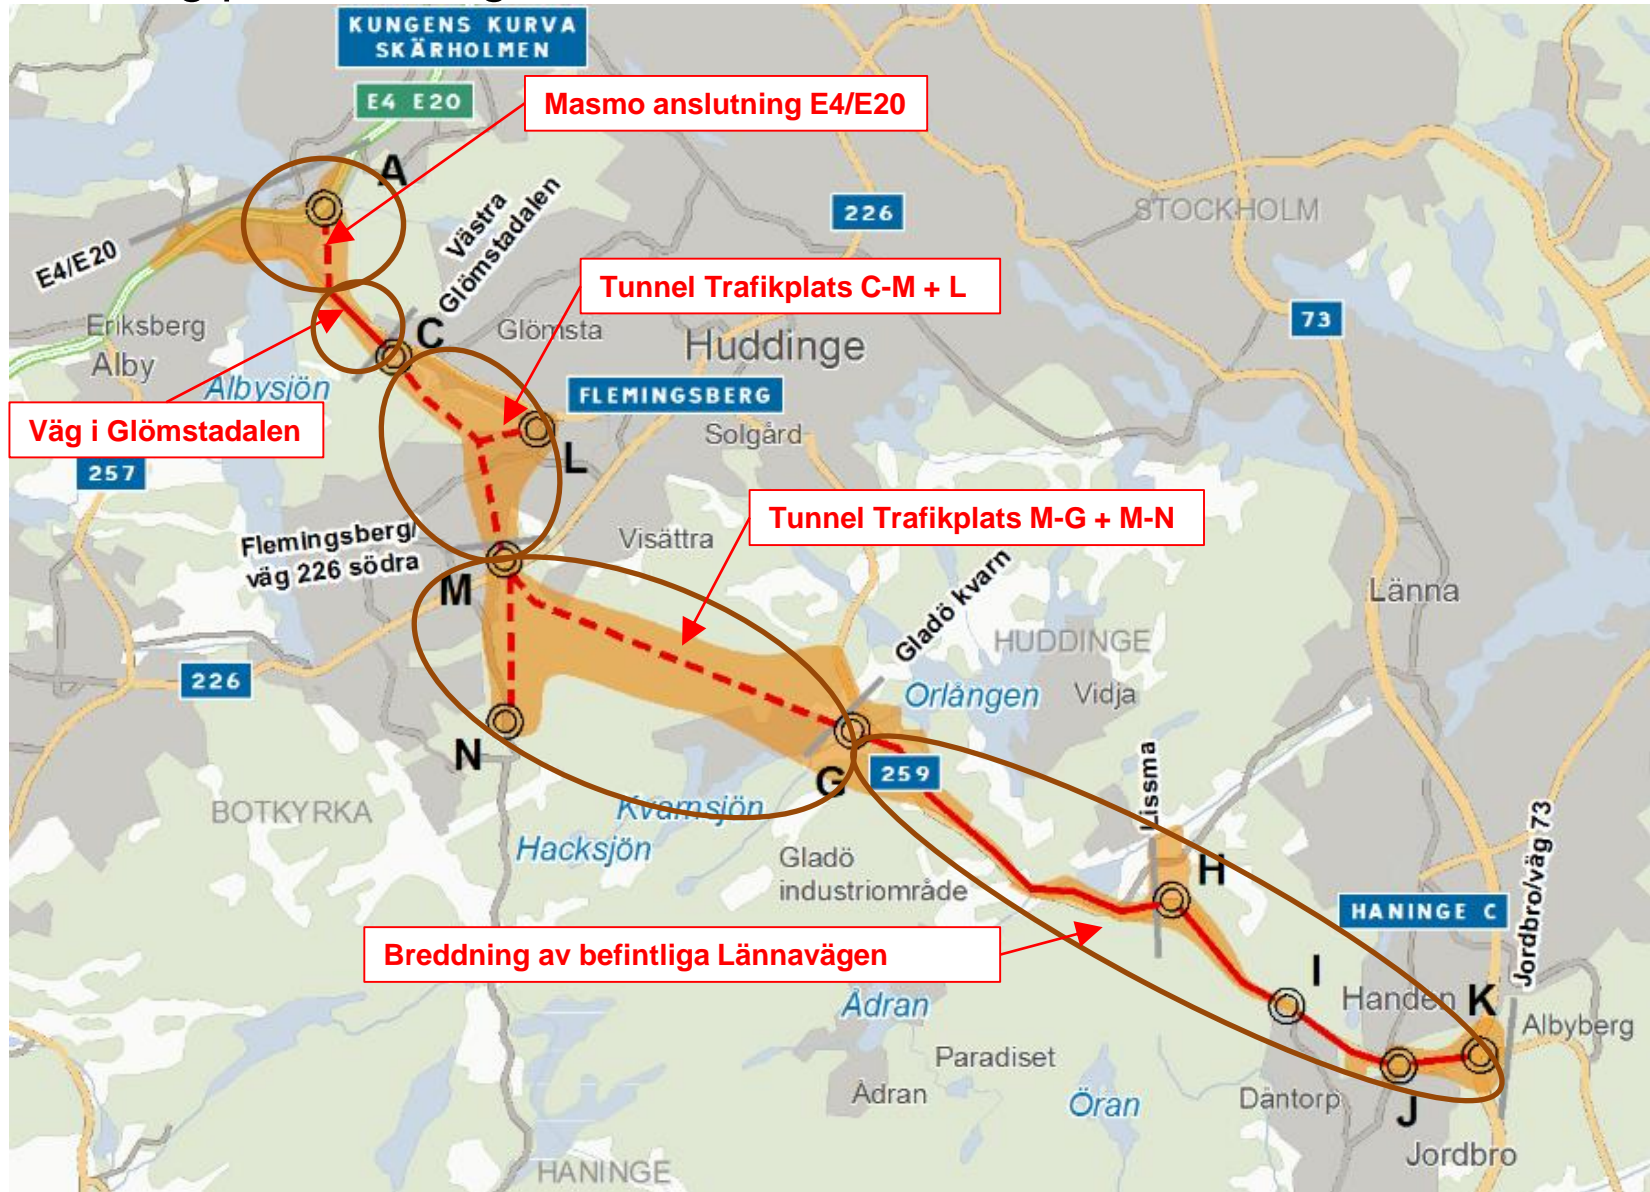 KUNGENS KURVA
SKÄRHOLMEN
E4 E20
Masmo anslutning E4/E20
A
Västra
Glömstadalen
226
STOCKHOLM
E4/E20
Tunnel Trafikplats C-M + L
73
Eriksberg
Alby
C
Glömsta
Huddinge
Albysjön
FLEMINGSBERG
Väg i Glömstadalen
Solgård
L
257
Tunnel Trafikplats M-G + M-N
Flemingsberg/
väg 226 södra
Visättra
M
Gladö kvarn
Länna
HUDDINGE
226
Orlången
Vidja
N
G
259
Lissma
BOTKYRKA
Kvarnsjön
Hacksjön
Gladö
industriområde
H
Jordbro/väg 73
HANINGE C
Breddning av befintliga Lännavägen
I
Handen
K
Ådran
Albyberg
Paradiset
Ådran
Öran
Däntorp
J
Jordbro
HANINGE